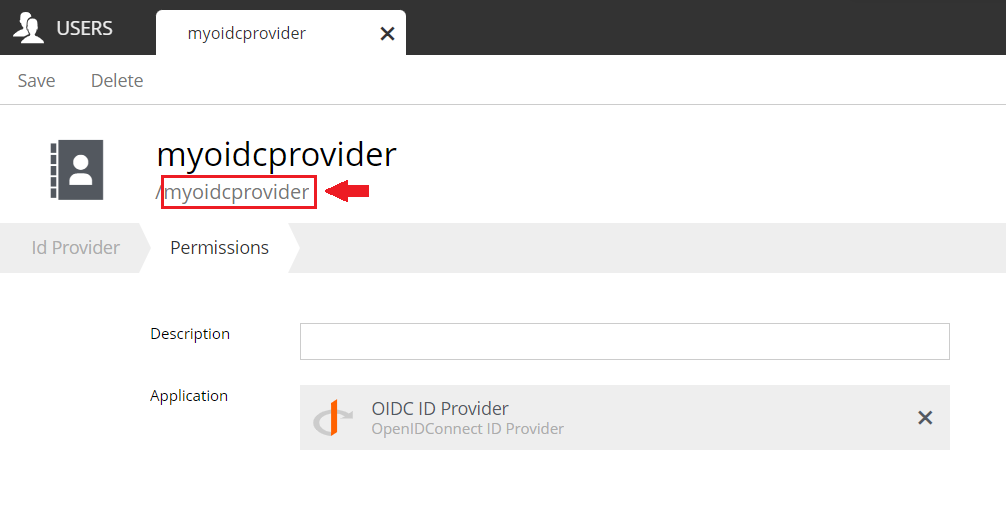 USERS
myoidcprovider
Save Delete
myoidcprovider
/myoidcprovider
Id Provider Permissions
Description
Application
OIDC ID Provider
OpenIDConnect ID Provider